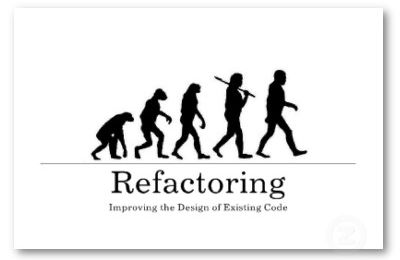 Refactoring
Improving the Design of Existing Code